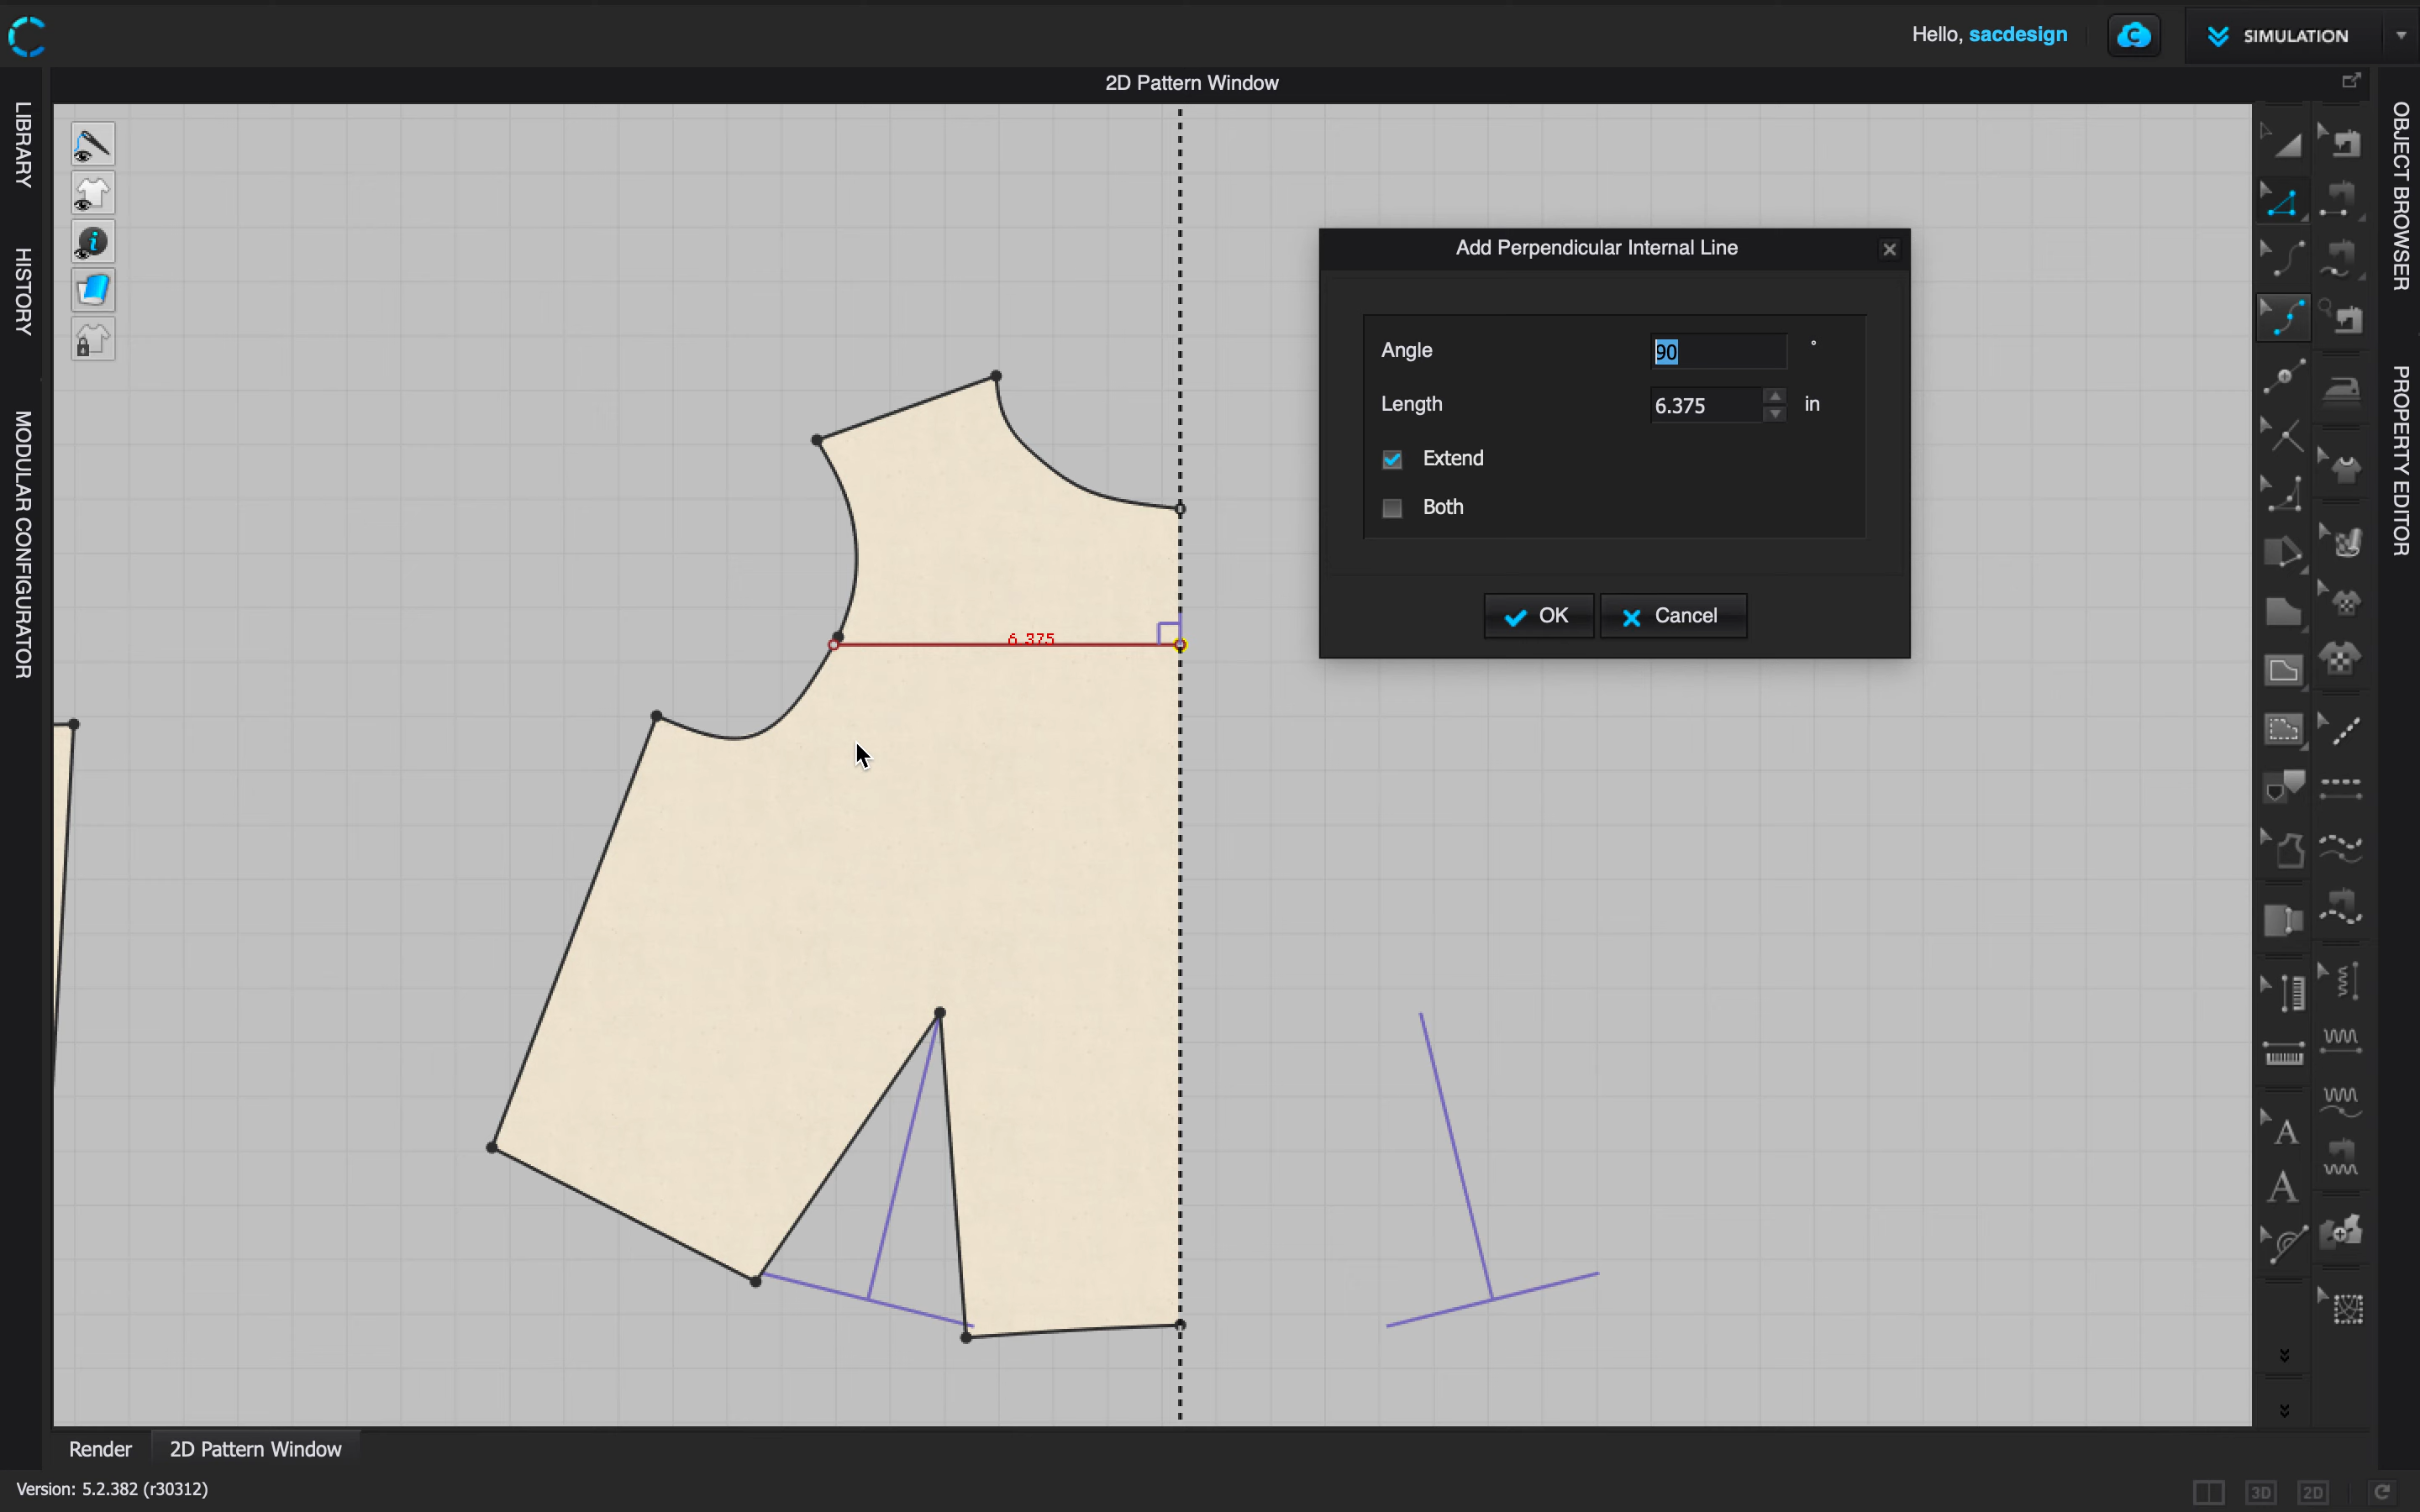 Hello, sacdesign
SIMULATION
2D Pattern Window
LIBRARY
HISTORY
MODULAR CONFIGURATOR
OBJECT BROWSER
PROPERTY EDITOR
Add Perpendicular Internal Line
Angle 90 °
Length 6.375 in
Extend
Both
OK Cancel
6.375
A
A
Render 2D Pattern Window
Version: 5.2.382 (r30312)
3D 2D